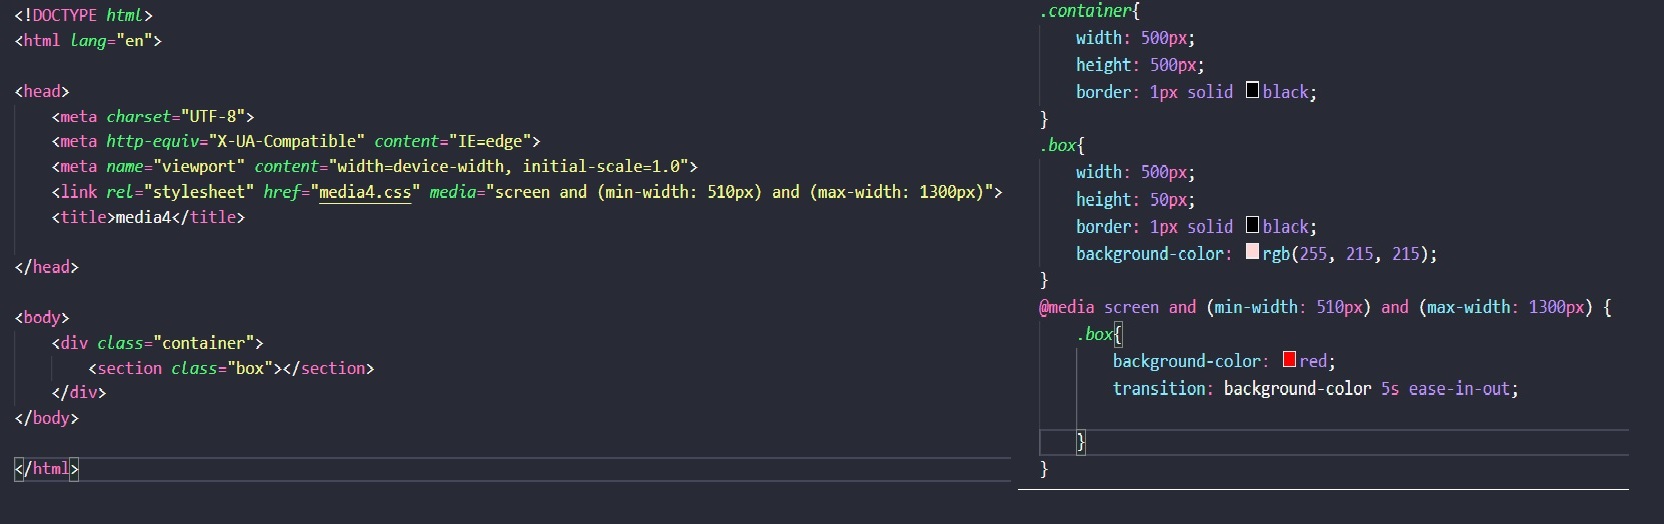 <!DOCTYPE html>
<html lang="en">
<head>
<meta charset="UTF-8">
<meta http-equiv="X-UA-Compatible" content="IE=edge">
<meta name="viewport" content="width=device-width, initial-scale=1.0">
<link rel="stylesheet" href="media4.css" media="screen and (min-width: 510px) and (max-width: 1300px)">
<title>media4</title>
</head>
<body>
<div class="container">
<section class="box"></section>
</div>
</body>
</html>
.container{
width: 500px;
height: 500px;
border: 1px solid black;
}
.box{
width: 500px;
height: 50px;
border: 1px solid black;
background-color: rgb(255, 215, 215);
}
@media screen and (min-width: 510px) and (max-width: 1300px) {
.box{
background-color: red;
transition: background-color 5s ease-in-out;
}
}